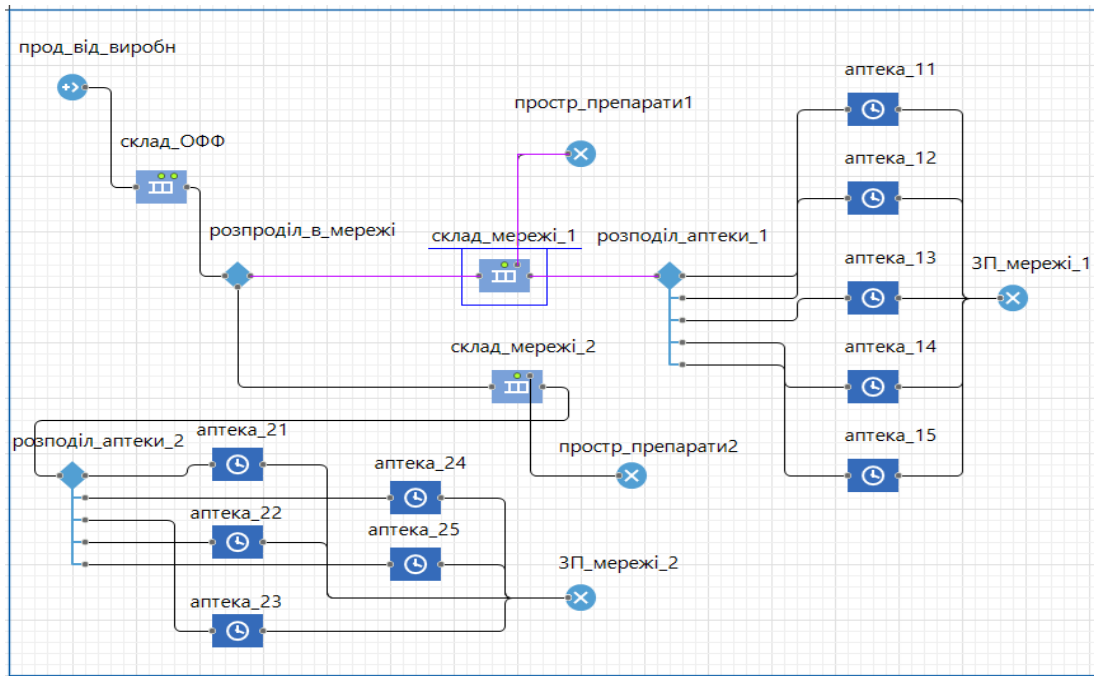 прод_від_виробн
склад_ОФФ
розпроділ_в_мережі
простр_препарати1
склад_мережі_1
розподіл_аптеки_1
аптека_11
аптека_12
аптека_13
ЗП_мережі_1
аптека_14
аптека_15
склад_мережі_2
простр_препарати2
розподіл_аптеки_2
аптека_21
аптека_24
аптека_22
аптека_25
аптека_23
ЗП_мережі_2